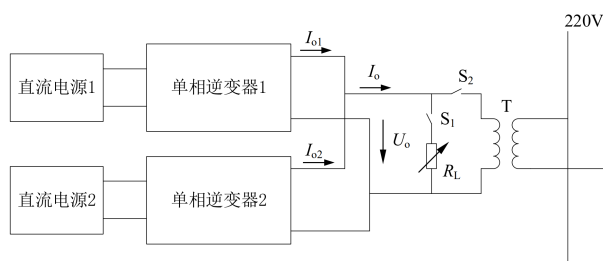 220V
I_o1
直流电源1
单相逆变器1
I_o
S_2
T
S_1
U_o
I_o2
R_L
直流电源2
单相逆变器2